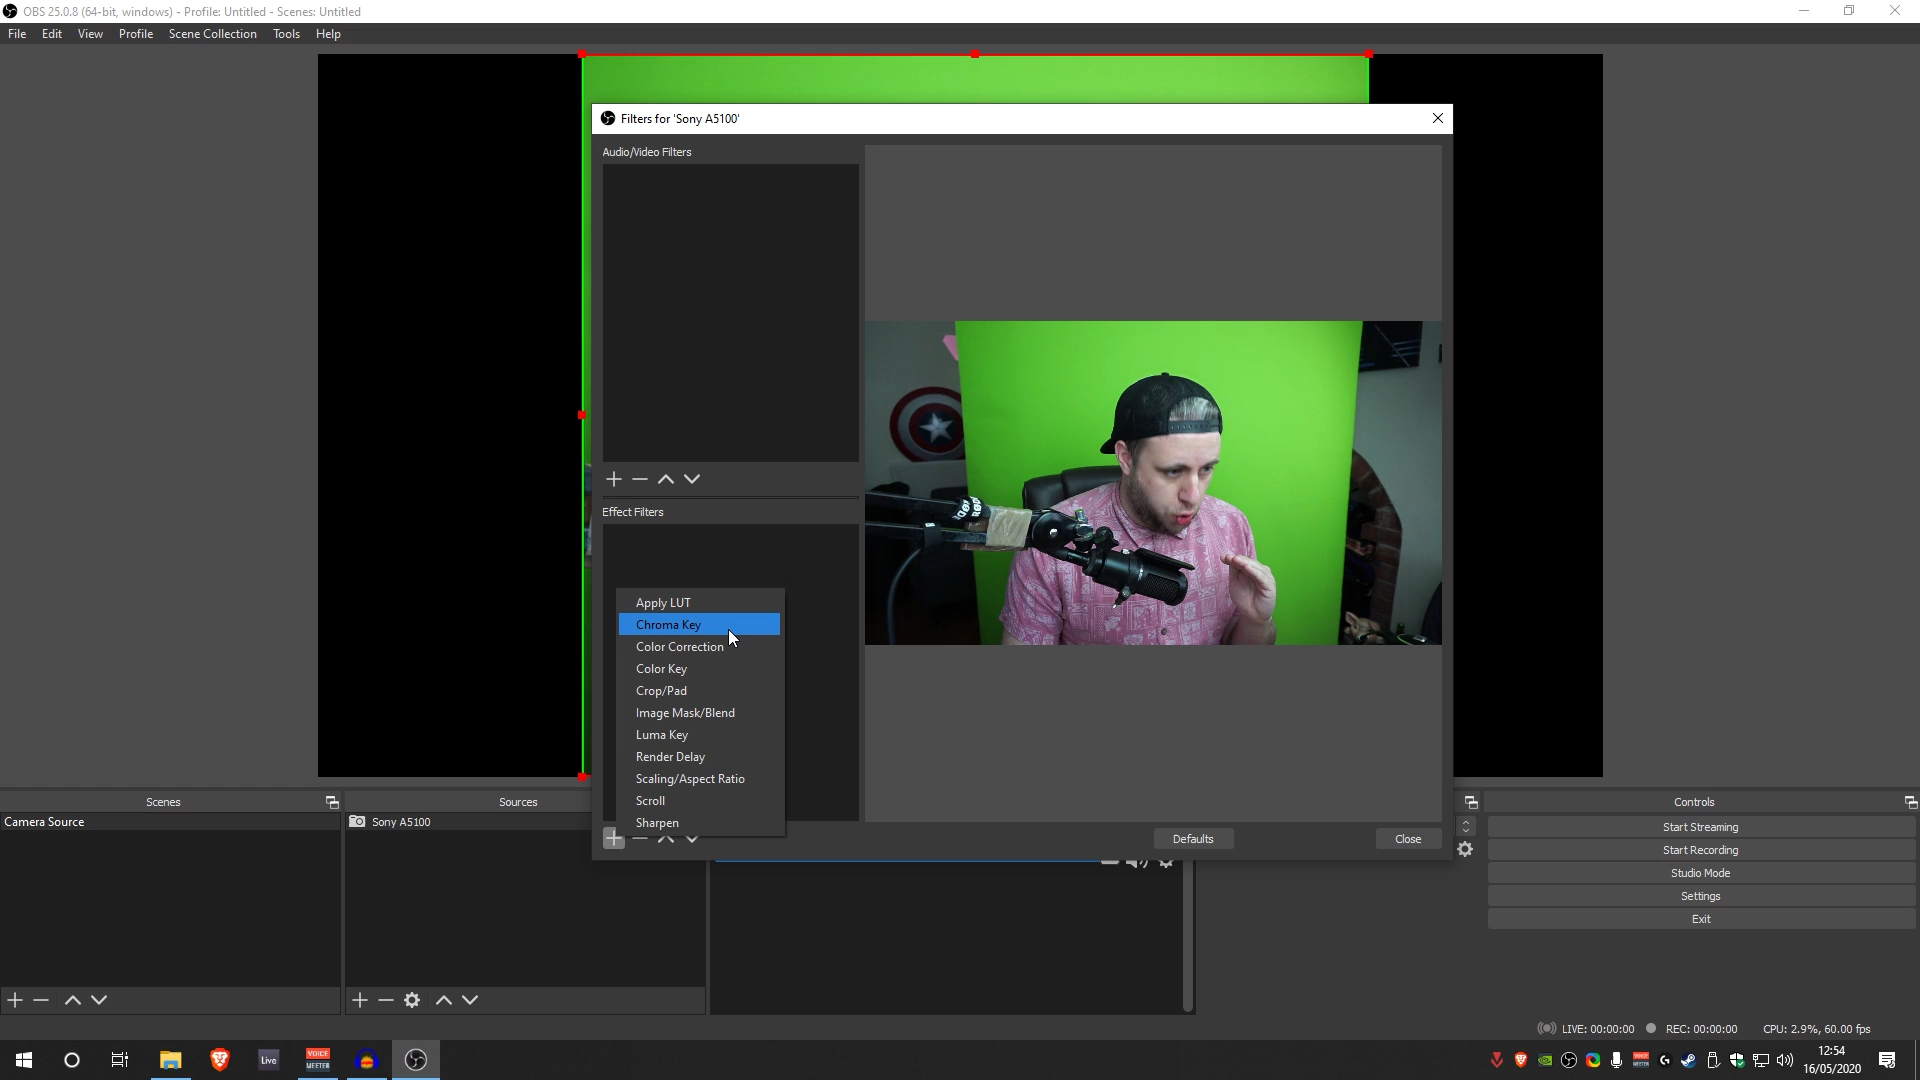 OBS 25.0.8 (64-bit, windows) - Profile: Untitled - Scenes: Untitled
File Edit View Profile Scene Collection Tools Help
Filters for 'Sony A5100'
Audio/Video Filters
Effect Filters
Apply LUT
Chroma Key
Color Correction
Color Key
Crop/Pad
Image Mask/Blend
Luma Key
Render Delay
Scaling/Aspect Ratio
Scroll
Sharpen
Defaults
Close
Scenes
Camera Source
Sources
Sony A5100
Controls
Start Streaming
Start Recording
Studio Mode
Settings
Exit
LIVE: 00:00:00 REC: 00:00:00 CPU: 2.9%, 60.00 fps
Live
VOICE
MEETER
12:54
16/05/2020